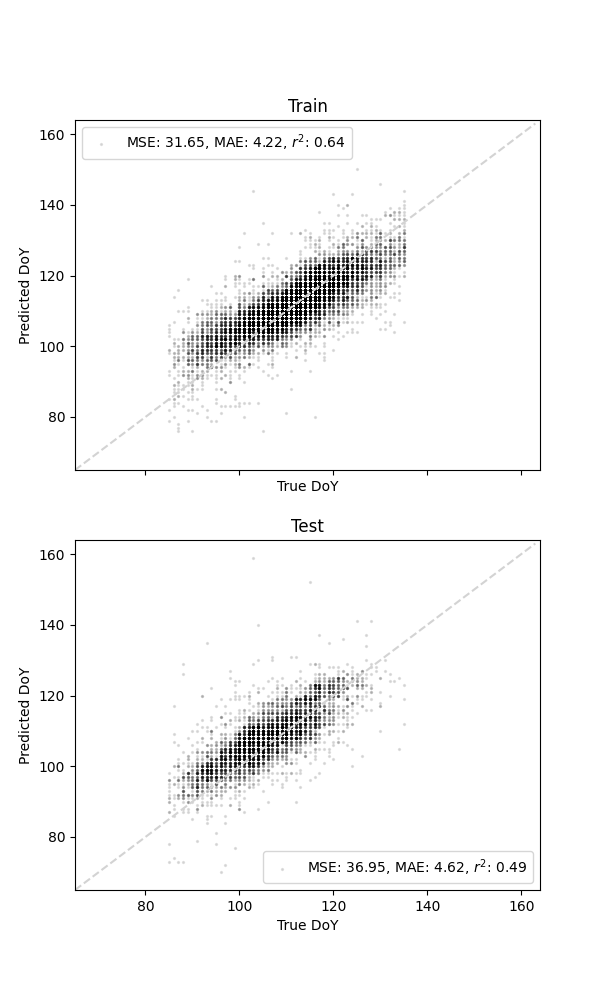 Train
MSE: 31.65, MAE: 4.22, r²: 0.64
160
140
120
100
80
Predicted DoY
True DoY
Test
160
140
120
100
80
Predicted DoY
MSE: 36.95, MAE: 4.62, r²: 0.49
80 100 120 140 160
True DoY